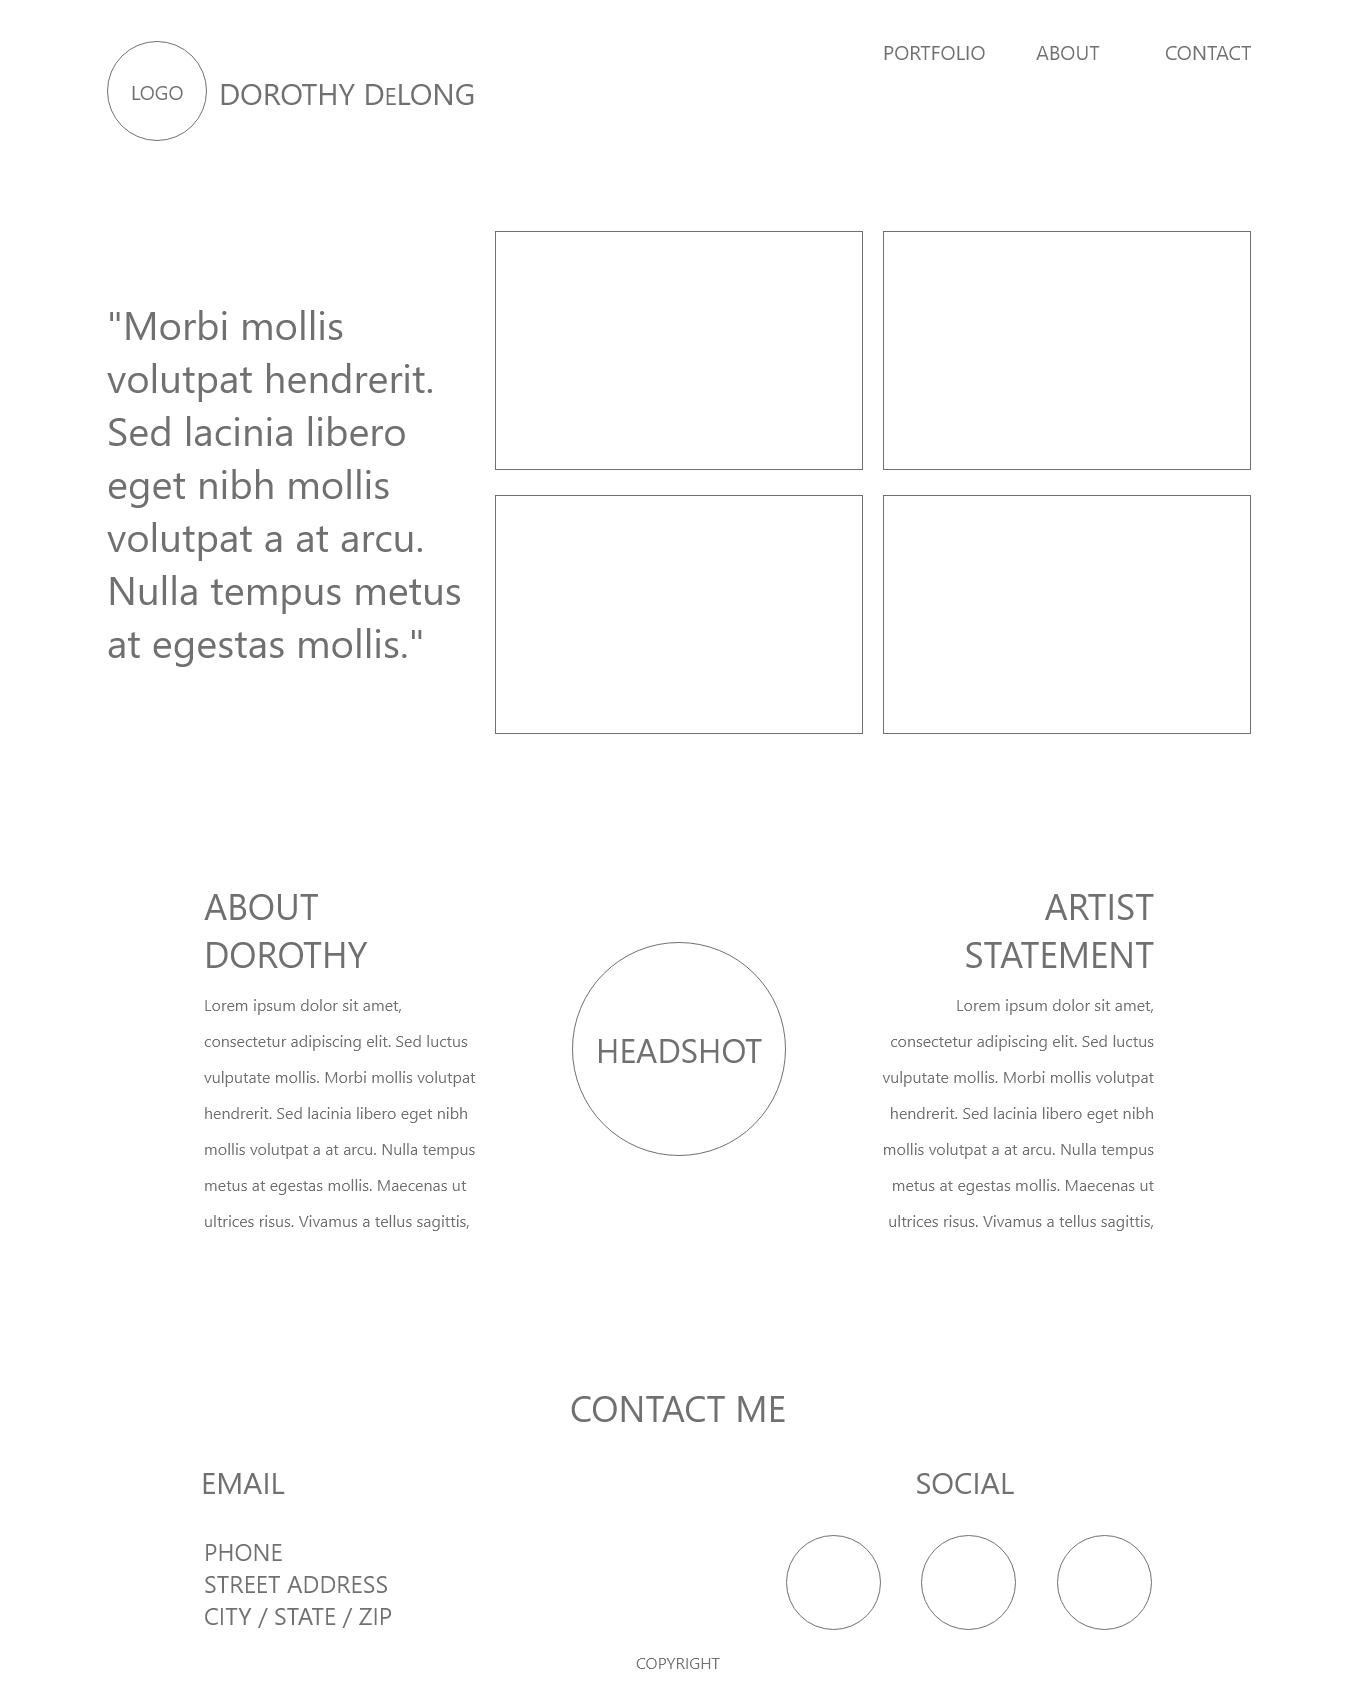 LOGO
DOROTHY DELONG
PORTFOLIO
ABOUT
CONTACT
"Morbi mollis
volutpat hendrerit.
Sed lacinia libero
eget nibh mollis
volutpat a at arcu.
Nulla tempus metus
at egestas mollis."
ABOUT
DOROTHY
Lorem ipsum dolor sit amet,
consectetur adipiscing elit. Sed luctus
vulputate mollis. Morbi mollis volutpat
hendrerit. Sed lacinia libero eget nibh
mollis volutpat a at arcu. Nulla tempus
metus at egestas mollis. Maecenas ut
ultrices risus. Vivamus a tellus sagittis,
HEADSHOT
ARTIST
STATEMENT
Lorem ipsum dolor sit amet,
consectetur adipiscing elit. Sed luctus
vulputate mollis. Morbi mollis volutpat
hendrerit. Sed lacinia libero eget nibh
mollis volutpat a at arcu. Nulla tempus
metus at egestas mollis. Maecenas ut
ultrices risus. Vivamus a tellus sagittis,
CONTACT ME
EMAIL
PHONE
STREET ADDRESS
CITY / STATE / ZIP
SOCIAL
COPYRIGHT